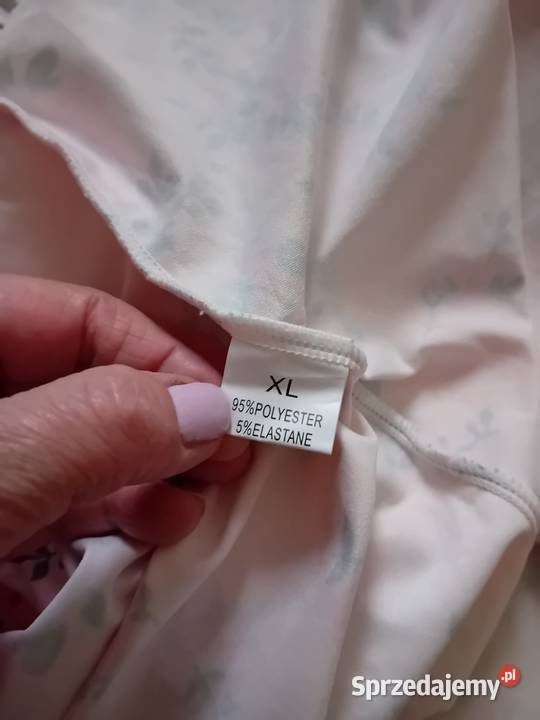 XL
95%POLYESTER
5%ELASTANE
Sprzedajemy.pl